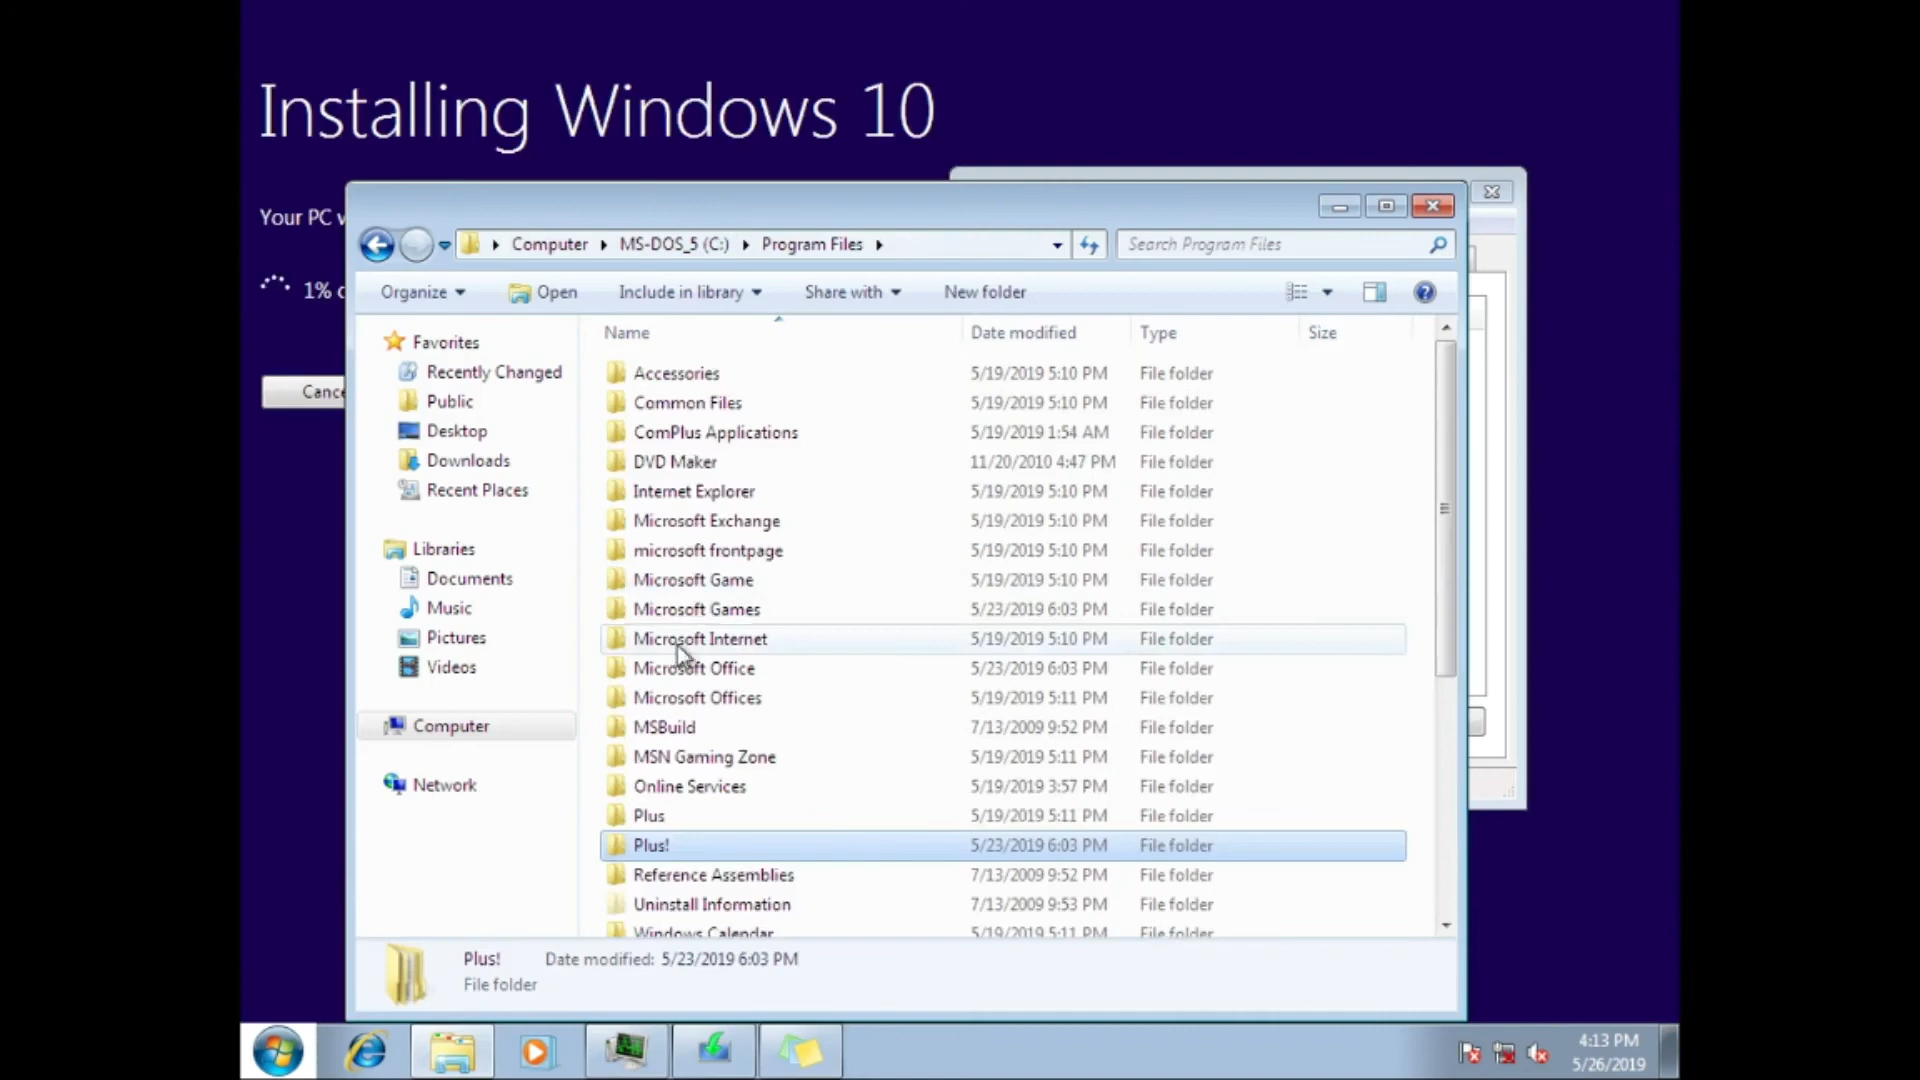 Installing Windows 10
Your PC
1%
Computer MS-DOS_5 (C:) Program Files Search Program Files
Organize Open Include in library Share with New folder
Name Date modified Type Size
Favorites
Recently Changed
Public
Desktop
Downloads
Recent Places
Libraries
Documents
Music
Pictures
Videos
Computer
Network
Accessories 5/19/2019 5:10 PM File folder
Common Files 5/19/2019 5:10 PM File folder
ComPlus Applications 5/19/2019 1:54 AM File folder
DVD Maker 11/20/2010 4:47 PM File folder
Internet Explorer 5/19/2019 5:10 PM File folder
Microsoft Exchange 5/19/2019 5:10 PM File folder
microsoft frontpage 5/19/2019 5:10 PM File folder
Microsoft Game 5/19/2019 5:10 PM File folder
Microsoft Games 5/23/2019 6:03 PM File folder
Microsoft Internet 5/19/2019 5:10 PM File folder
Microsoft Office 5/23/2019 6:03 PM File folder
Microsoft Offices 5/19/2019 5:11 PM File folder
MSBuild 7/13/2009 9:52 PM File folder
MSN Gaming Zone 5/19/2019 5:11 PM File folder
Online Services 5/19/2019 3:57 PM File folder
Plus 5/19/2019 5:11 PM File folder
Plus! 5/23/2019 6:03 PM File folder
Reference Assemblies 7/13/2009 9:52 PM File folder
Uninstall Information 7/13/2009 9:53 PM File folder
Windows Calendar 5/19/2019 5:11 PM File folder
Plus! Date modified: 5/23/2019 6:03 PM
File folder
4:13 PM
5/26/2019